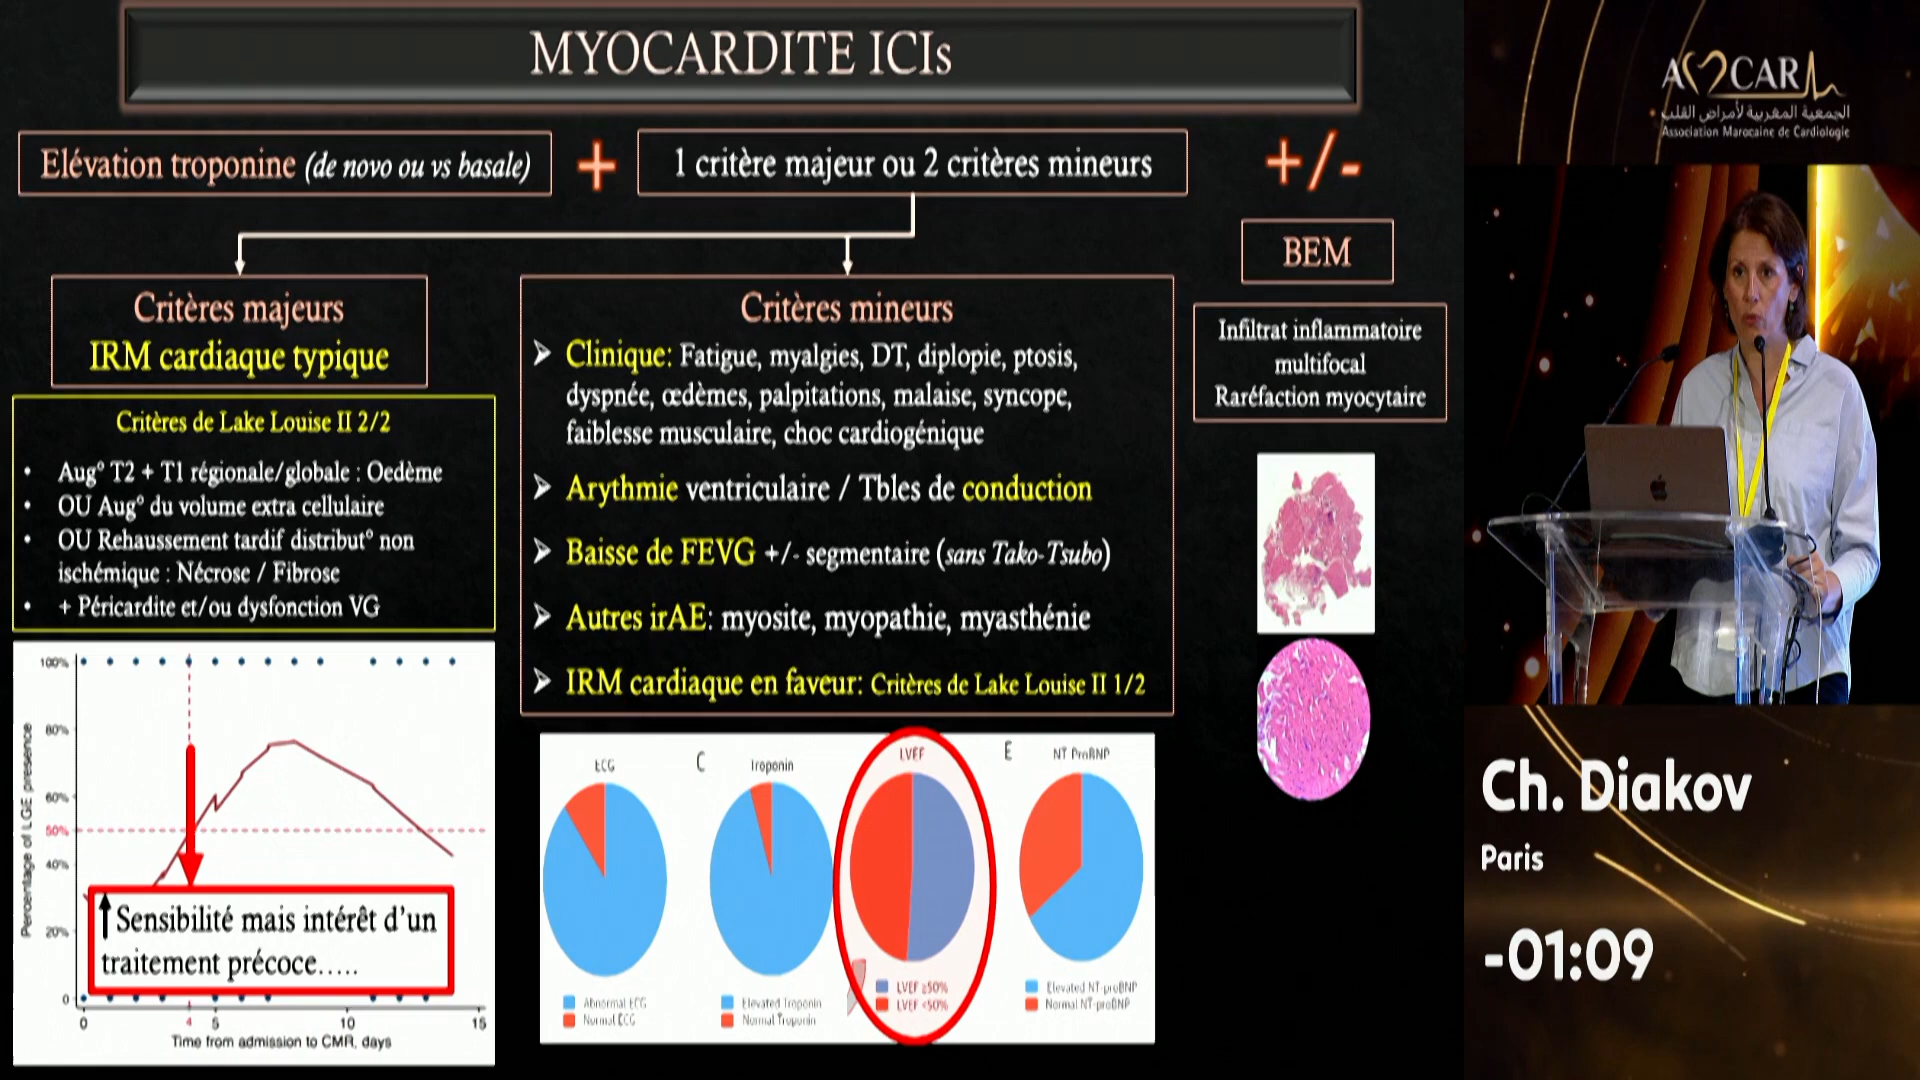 MYOCARDITE ICIs
Elévation troponine (de novo ou vs basale)
+
1 critère majeur ou 2 critères mineurs
+/-
BEM
Infiltrat inflammatoire
multifocal
Raréfaction myocytaire
Critères majeurs
IRM cardiaque typique
Critères de Lake Louise II 2/2
• Aug° T2 + T1 régionale/globale : Oedème
• OU Aug° du volume extra cellulaire
• OU Rehaussement tardif distribut° non
ischémique : Nécrose / Fibrose
• + Péricardite et/ou dysfonction VG
Critères mineurs
➤ Clinique: Fatigue, myalgies, DT, diplopie, ptosis,
dyspnée, œdèmes, palpitations, malaise, syncope,
faiblesse musculaire, choc cardiogénique
➤ Arythmie ventriculaire / Tbles de conduction
➤ Baisse de FEVG +/- segmentaire (sans Tako-Tsubo)
➤ Autres irAE: myosite, myopathie, myasthénie
➤ IRM cardiaque en faveur: Critères de Lake Louise II 1/2
Percentage of LGE presence
100%
80%
60%
50%
40%
20%
0
0 4 5 10 15
Time from admission to CMR, days
↑ Sensibilité mais intérêt d'un
traitement précoce.....
ECG
Abnormal ECG
Normal ECG
C
Troponin
Elevated Troponin
Normal Troponin
LVEF
LVEF ≥50%
LVEF <50%
E
NT ProBNP
Elevated NT-proBNP
Normal NT-proBNP
AMCAR
الجمعية المغربية لأمراض القلب
Association Marocaine de Cardiologie
Ch. Diakov
Paris
-01:09